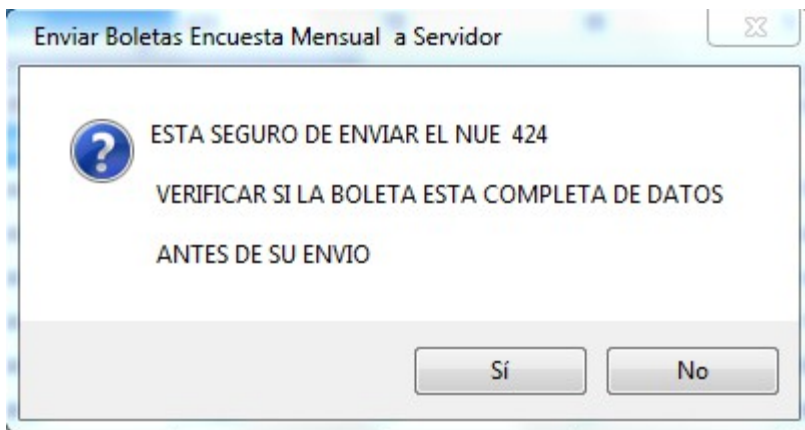 Enviar Boletas Encuesta Mensual a Servidor
ESTA SEGURO DE ENVIAR EL NUE 424
VERIFICAR SI LA BOLETA ESTA COMPLETA DE DATOS
ANTES DE SU ENVIO
Sí
No